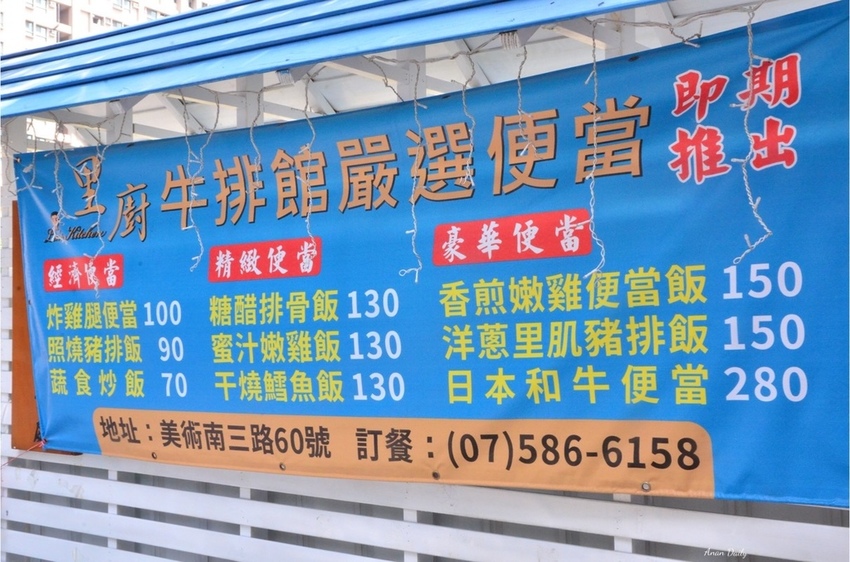 里廚牛排館嚴選便當
即期
推出
Kitchen
經濟便當
炸雞腿便當 100
照燒豬排飯 90
蔬食炒飯 70
精緻便當
糖醋排骨飯 130
蜜汁嫩雞飯 130
干燒鱈魚飯 130
豪華便當
香煎嫩雞便當飯 150
洋蔥里肌豬排飯 150
日本和牛便當 280
地址：美術南三路60號 訂餐：(07)586-6158
Anan Daily